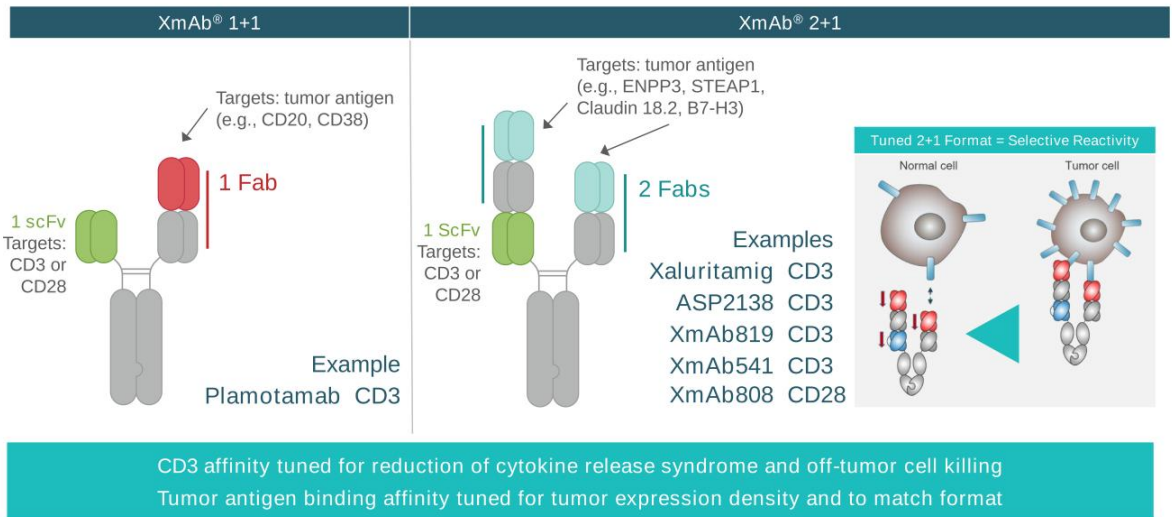 XmAb® 1+1
XmAb® 2+1
Targets: tumor antigen
(e.g., CD20, CD38)
1 Fab
1 scFv
Targets:
CD3 or
CD28
Example
Plamotamab CD3
Targets: tumor antigen
(e.g., ENPP3, STEAP1,
Claudin 18.2, B7-H3)
2 Fabs
1 ScFv
Targets:
CD3 or
CD28
Examples
Xaluritamig CD3
ASP2138 CD3
XmAb819 CD3
XmAb541 CD3
XmAb808 CD28
Tuned 2+1 Format = Selective Reactivity
Normal cell
Tumor cell
CD3 affinity tuned for reduction of cytokine release syndrome and off-tumor cell killing
Tumor antigen binding affinity tuned for tumor expression density and to match format